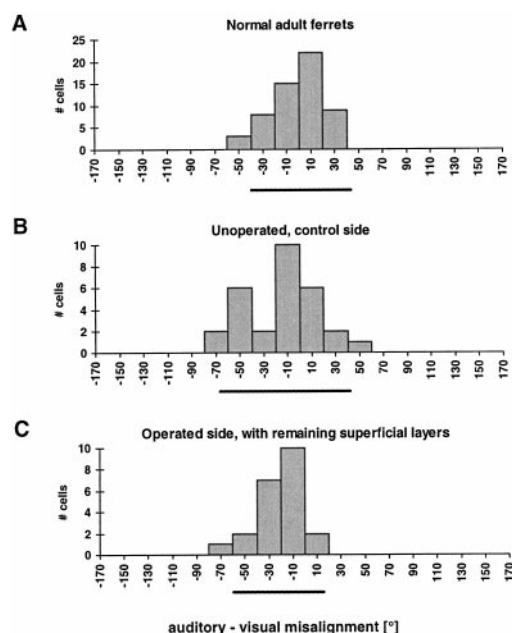 A
Normal adult ferrets
# cells
25
20
15
10
5
0
-170 -150 -130 -110 -90 -70 -50 -30 -10 10 30 50 70 90 110 130 150 170
B
Unoperated, control side
# cells
10
8
6
4
2
0
-170 -150 -130 -110 -90 -70 -50 -30 -10 10 30 50 70 90 110 130 150 170
C
Operated side, with remaining superficial layers
# cells
10
8
6
4
2
0
-170 -150 -130 -110 -90 -70 -50 -30 -10 10 30 50 70 90 110 130 150 170
auditory - visual misalignment [°]